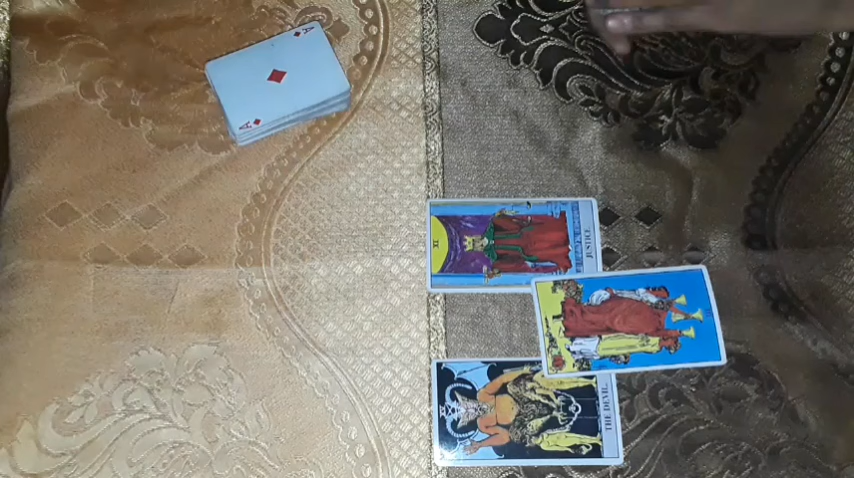 A
A
XI
JUSTICE.
THE DEVIL.